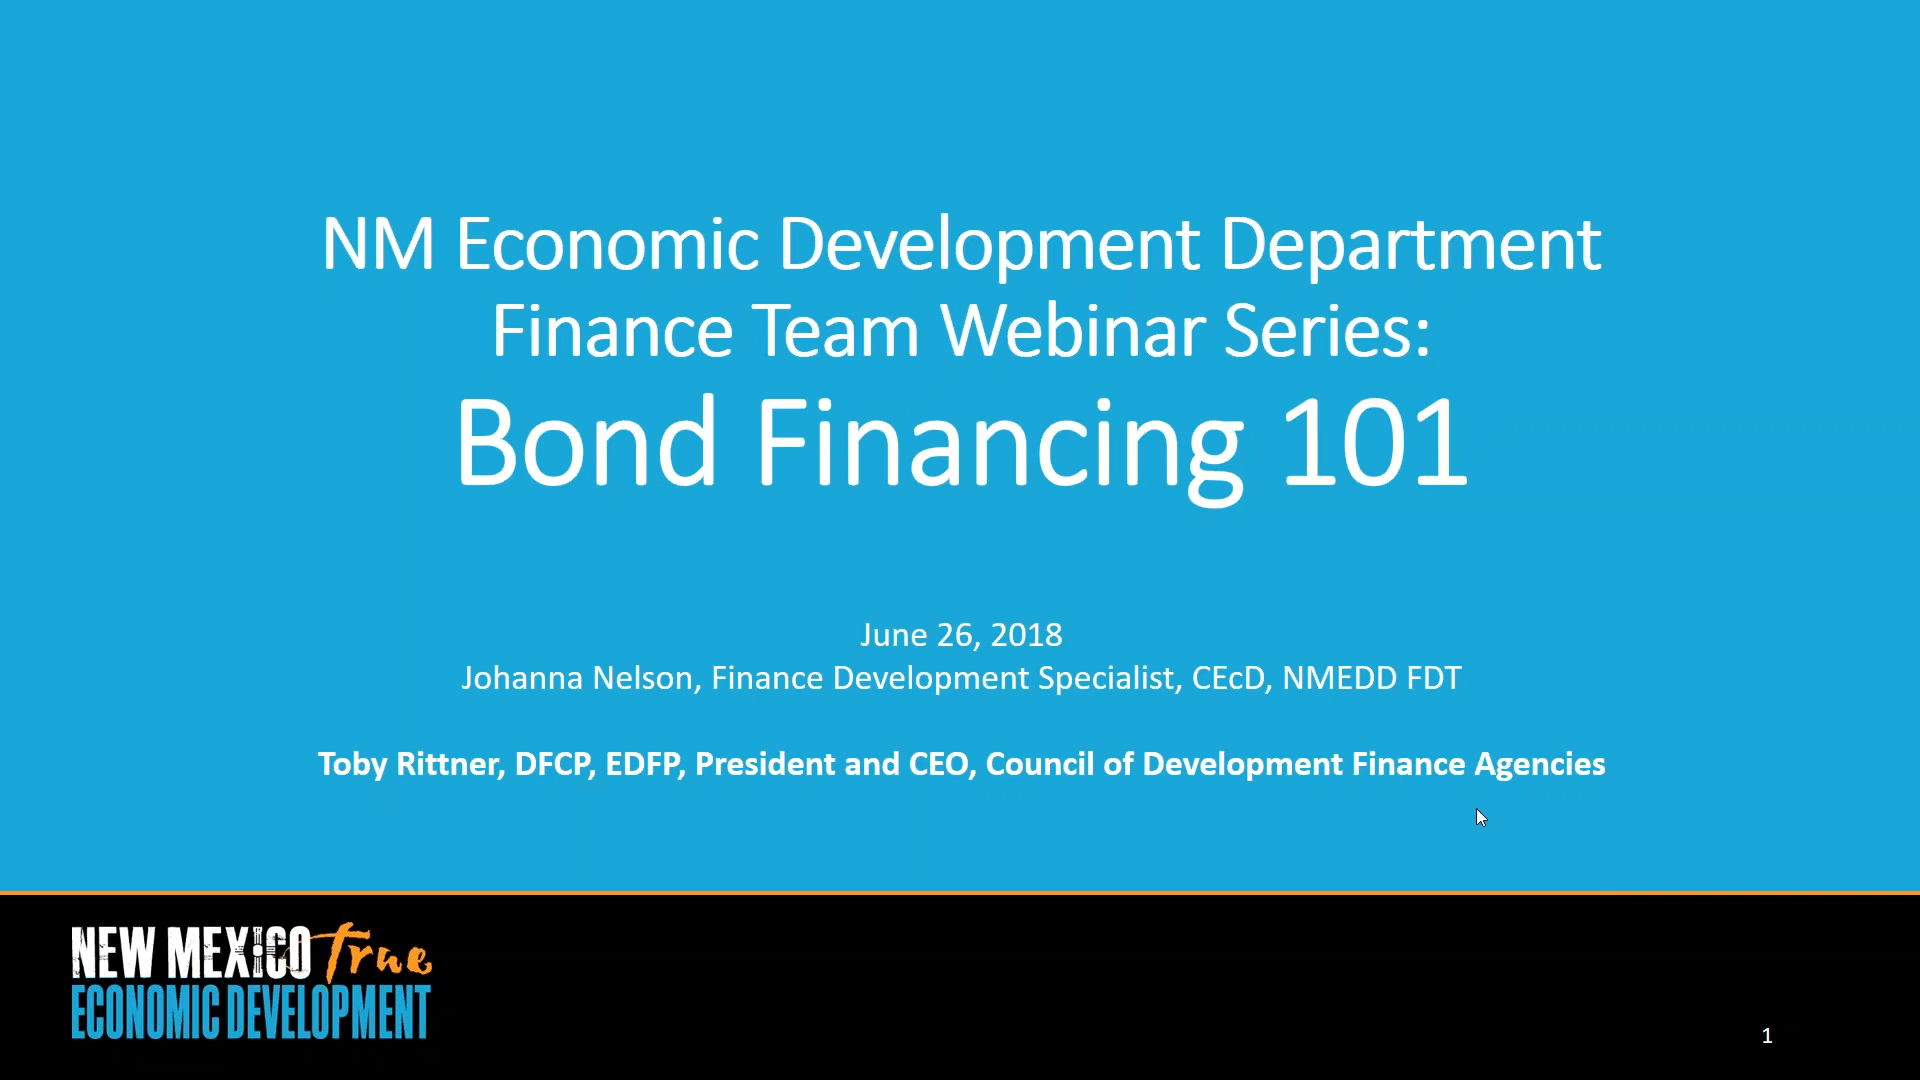 NM Economic Development Department
Finance Team Webinar Series:
Bond Financing 101
June 26, 2018
Johanna Nelson, Finance Development Specialist, CEcD, NMEDD FDT
Toby Rittner, DFCP, EDFP, President and CEO, Council of Development Finance Agencies
NEW MEXICO True
ECONOMIC DEVELOPMENT
1